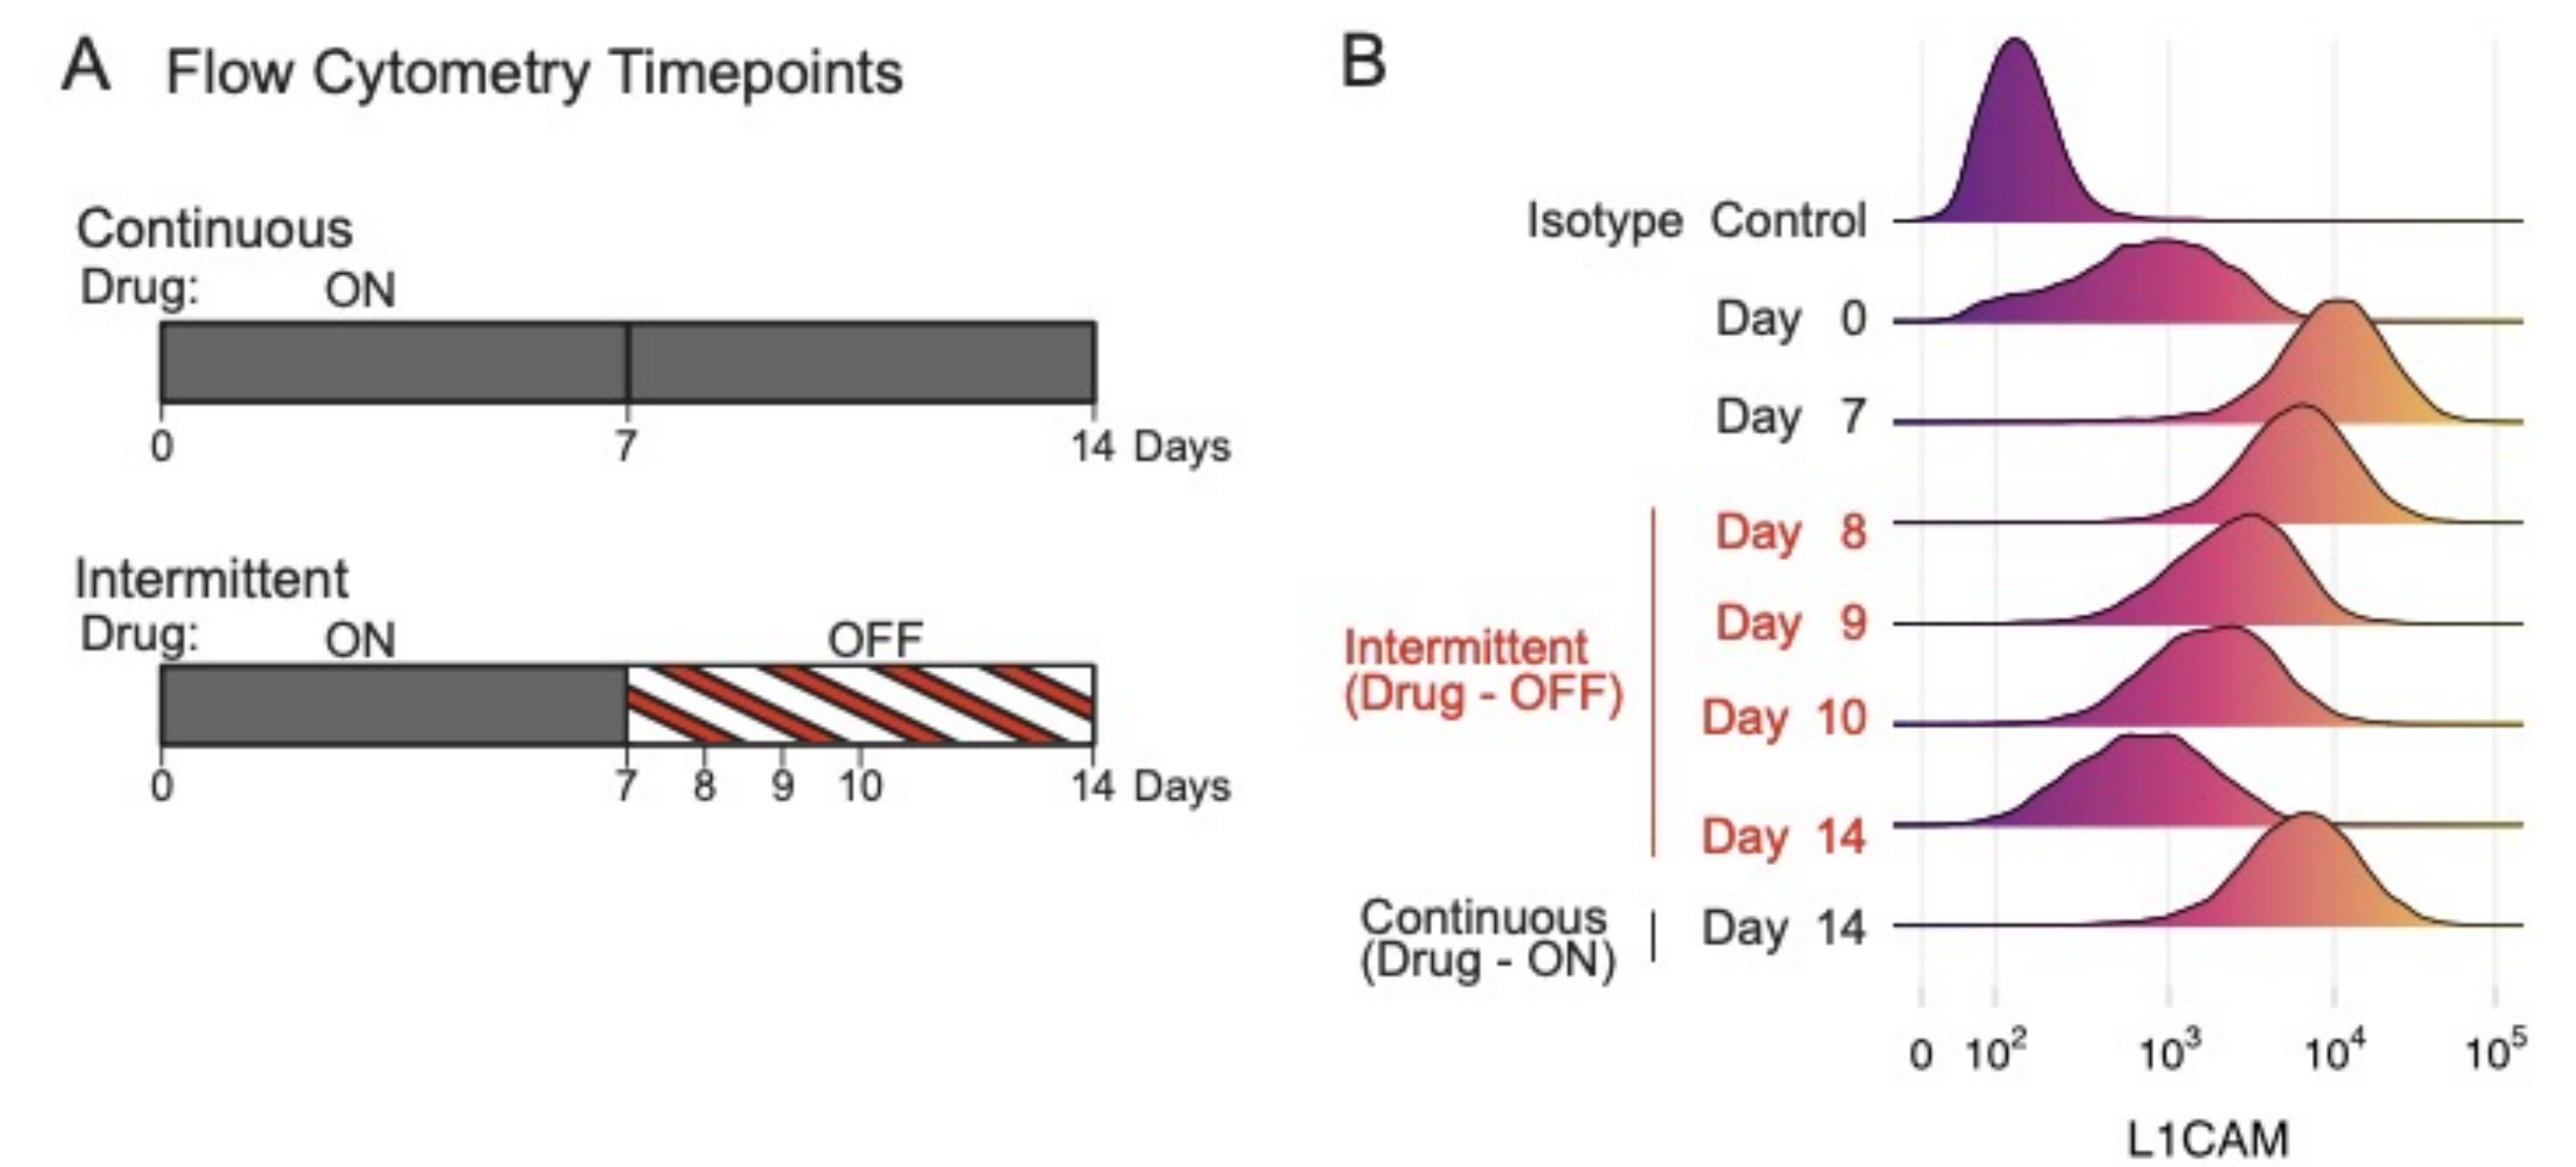 A Flow Cytometry Timepoints
Continuous
Drug: ON
0 7 14 Days
Intermittent
Drug: ON OFF
0 7 8 9 10 14 Days
B
Isotype Control
Day 0
Day 7
Day 8
Day 9
Intermittent
(Drug - OFF)
Day 10
Day 14
Continuous
(Drug - ON)
Day 14
0 10² 10³ 10⁴ 10⁵
L1CAM